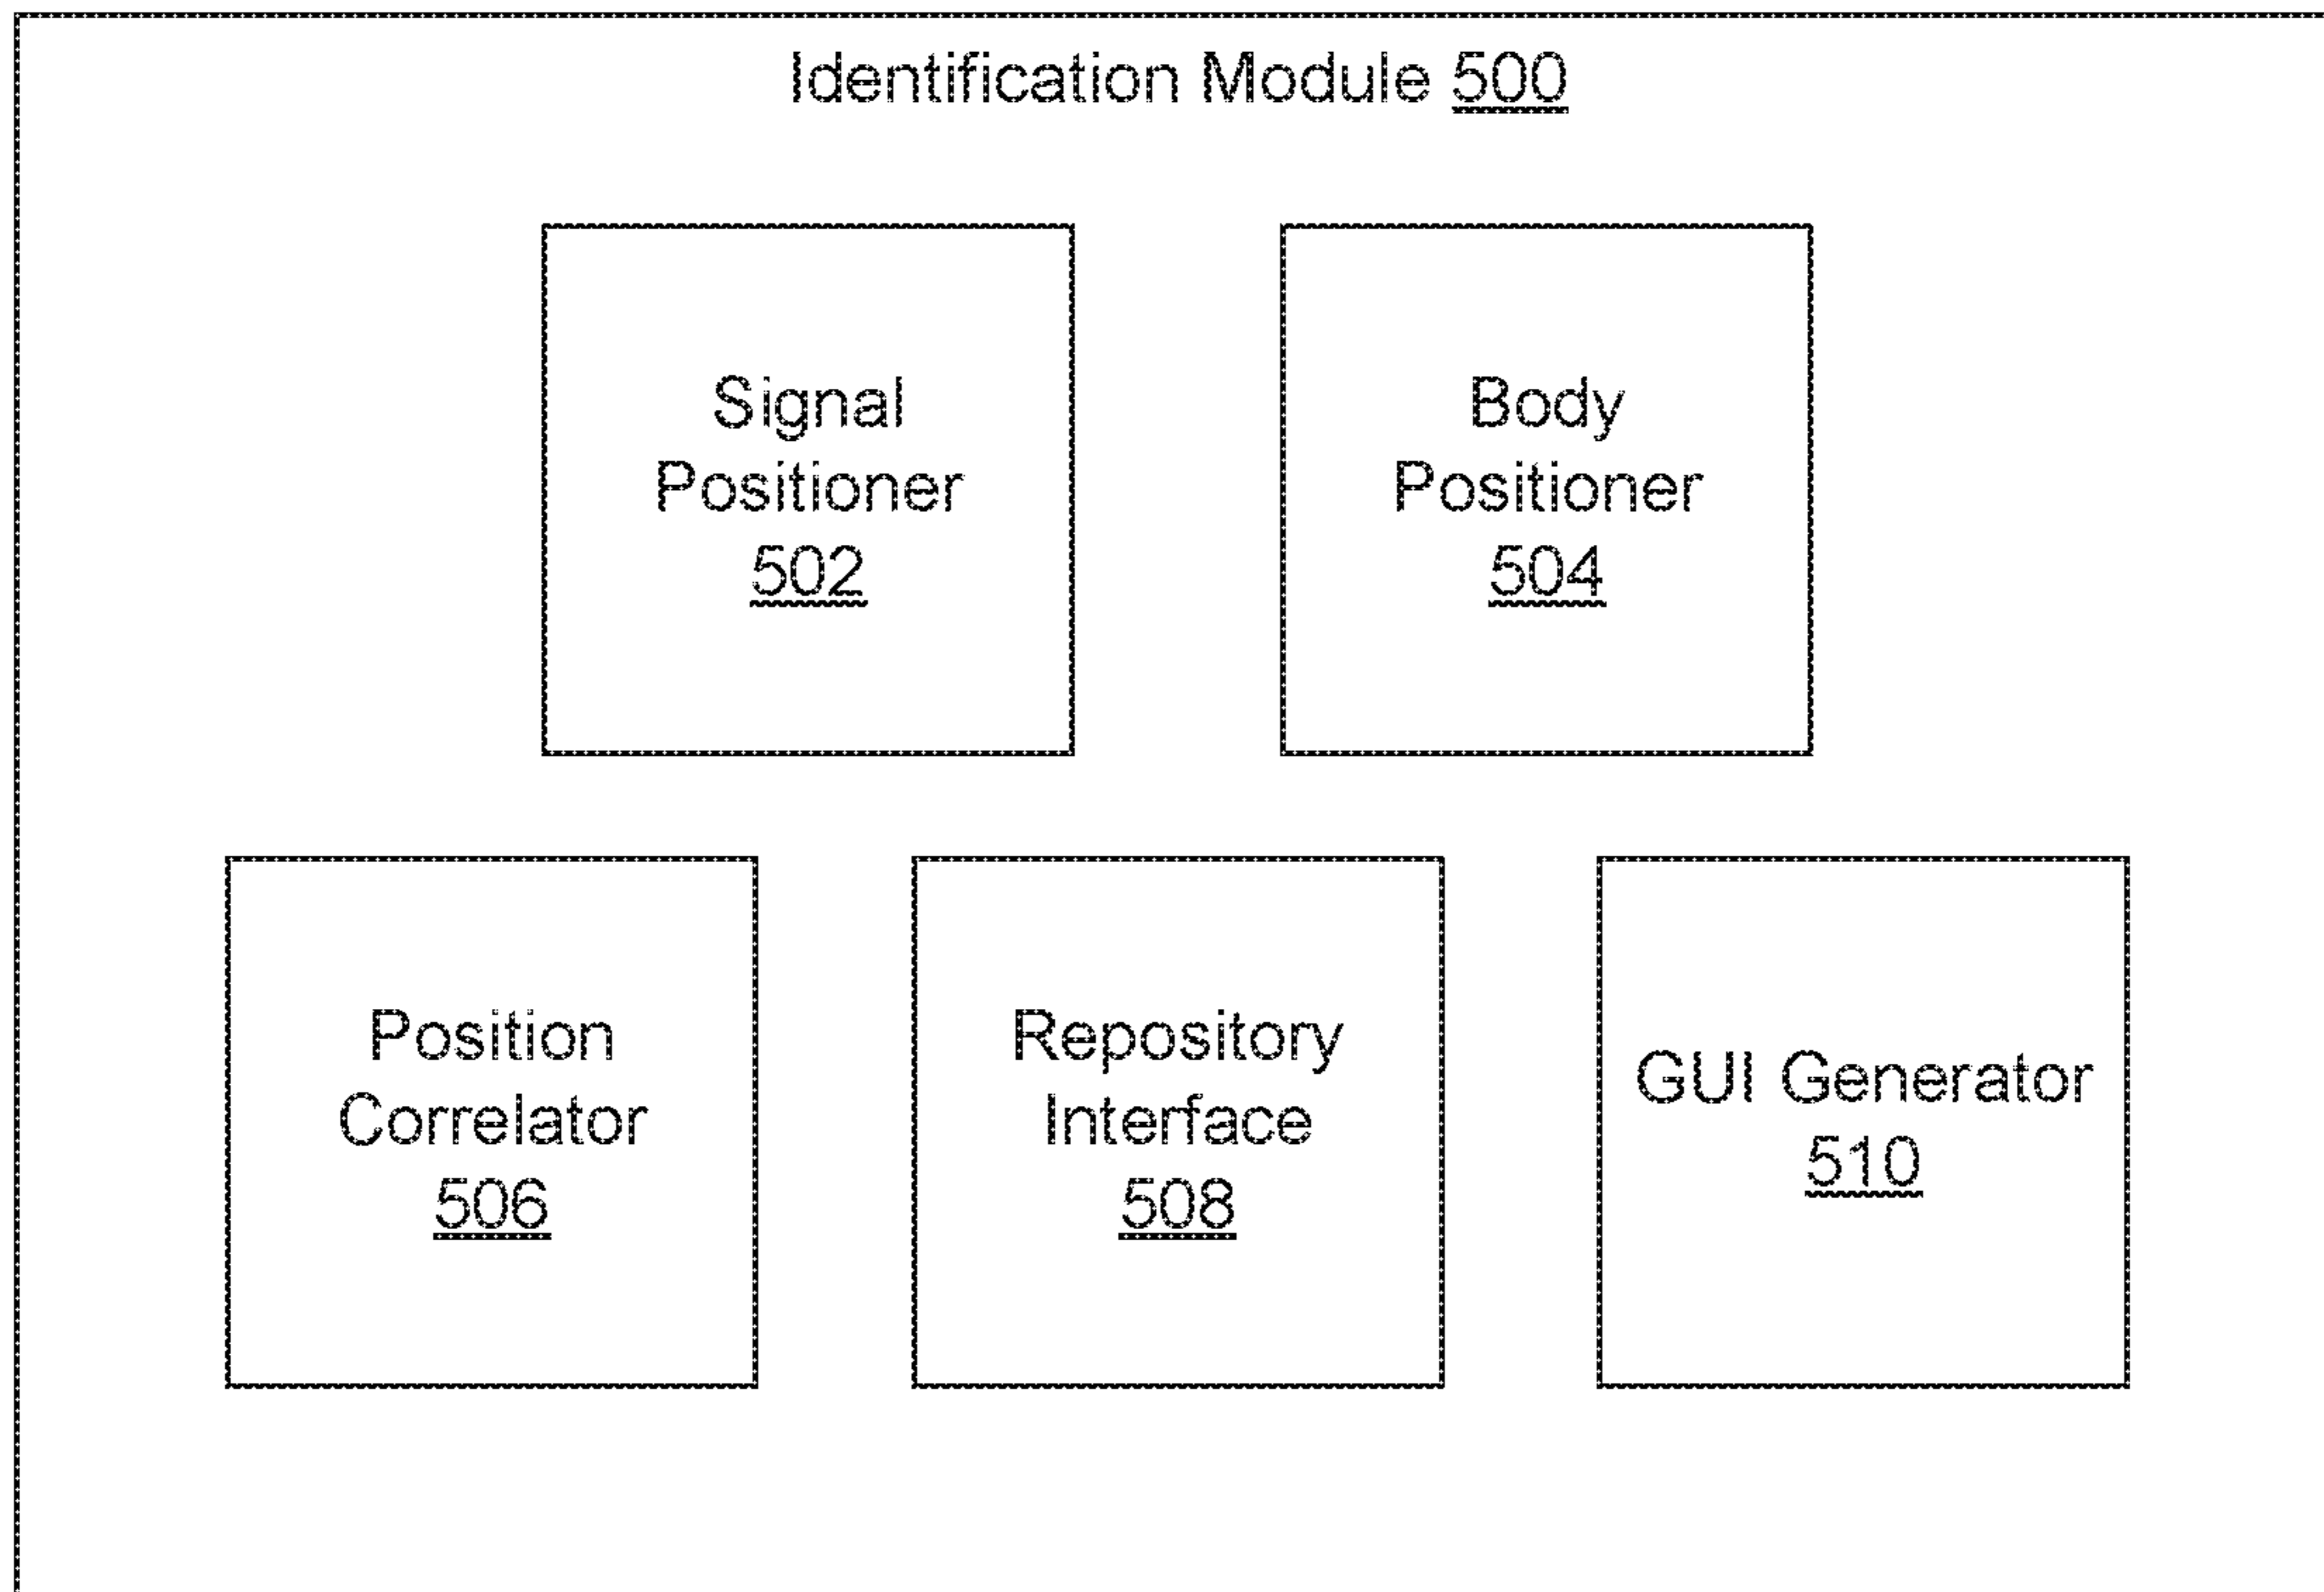 Identification Module 500
Signal
Positioner
502
Body
Positioner
504
Position
Correlator
506
Repository
Interface
508
GUI Generator
510